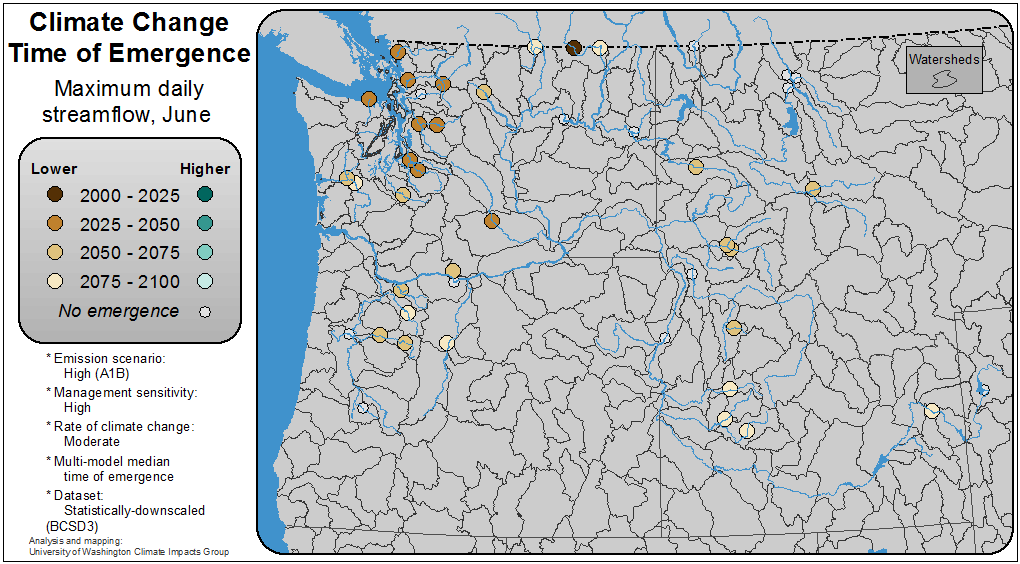 Climate Change
Time of Emergence
Maximum daily
streamflow, June
Lower Higher
2000 - 2025
2025 - 2050
2050 - 2075
2075 - 2100
No emergence
* Emission scenario:
High (A1B)
* Management sensitivity:
High
* Rate of climate change:
Moderate
* Multi-model median
time of emergence
* Dataset:
Statistically-downscaled
(BCSD3)
Analysis and mapping:
University of Washington Climate Impacts Group
Watersheds